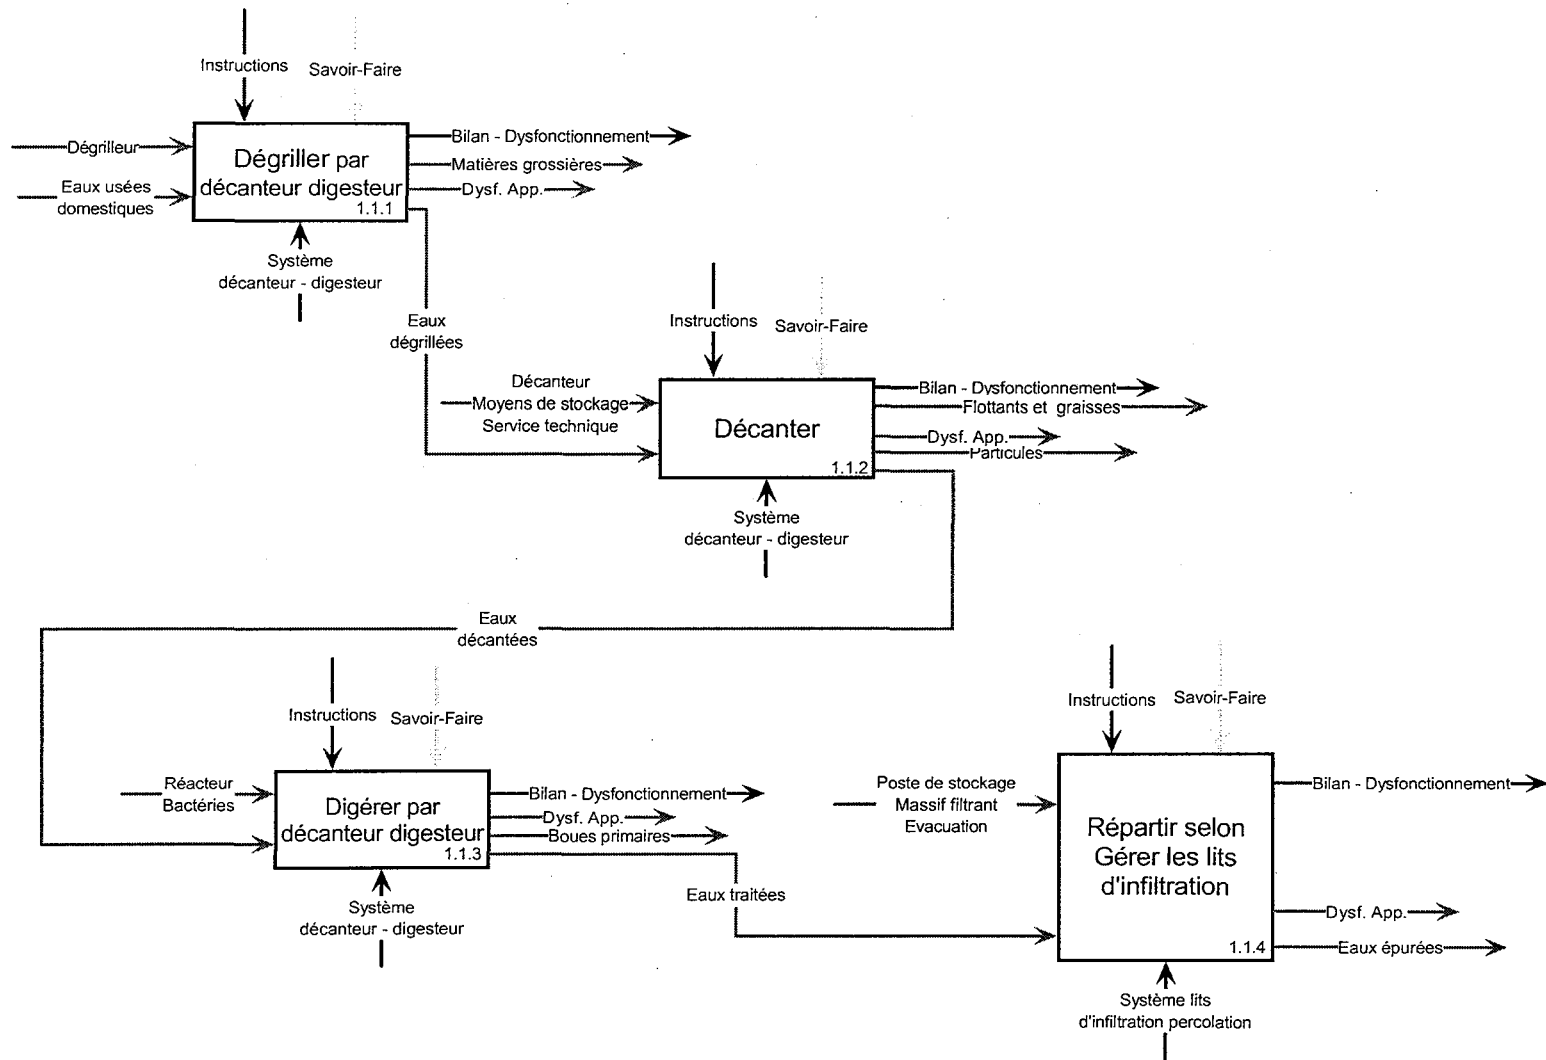 Instructions
Savoir-Faire
Dégrilleur
Eaux usées
domestiques
Dégriller par
décanteur digesteur
1.1.1
Bilan - Dysfonctionnement
Matières grossières
Dysf. App.
Système
décanteur - digesteur
Eaux
dégrillées
Instructions
Savoir-Faire
Décanteur
Moyens de stockage
Service technique
Décanter
1.1.2
Bilan - Dysfonctionnement
Flottants et graisses
Dysf. App.
Particules
Système
décanteur - digesteur
Eaux
décantées
Instructions
Savoir-Faire
Réacteur
Bactéries
Digérer par
décanteur digesteur
1.1.3
Bilan - Dysfonctionnement
Dysf. App.
Boues primaires
Système
décanteur - digesteur
Eaux traitées
Instructions
Savoir-Faire
Poste de stockage
Massif filtrant
Evacuation
Répartir selon
Gérer les lits
d'infiltration
1.1.4
Bilan - Dysfonctionnement
Dysf. App.
Eaux épurées
Système lits
d'infiltration percolation